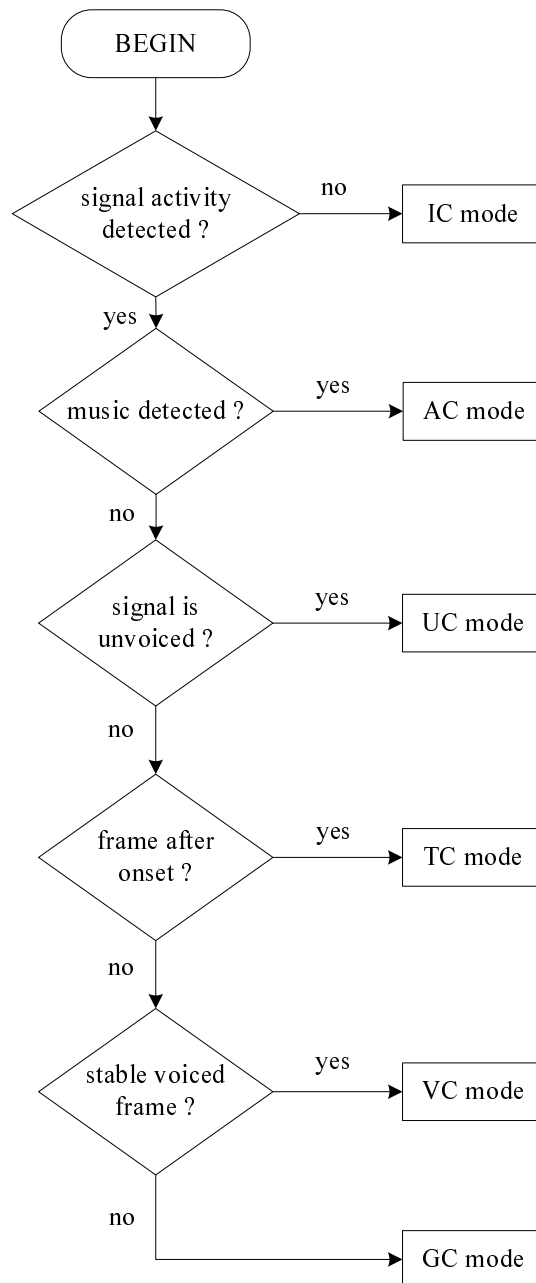 BEGIN
signal activity
detected ?
no
IC mode
yes
music detected ?
yes
AC mode
no
signal is
unvoiced ?
yes
UC mode
no
frame after
onset ?
yes
TC mode
no
stable voiced
frame ?
yes
VC mode
no
GC mode